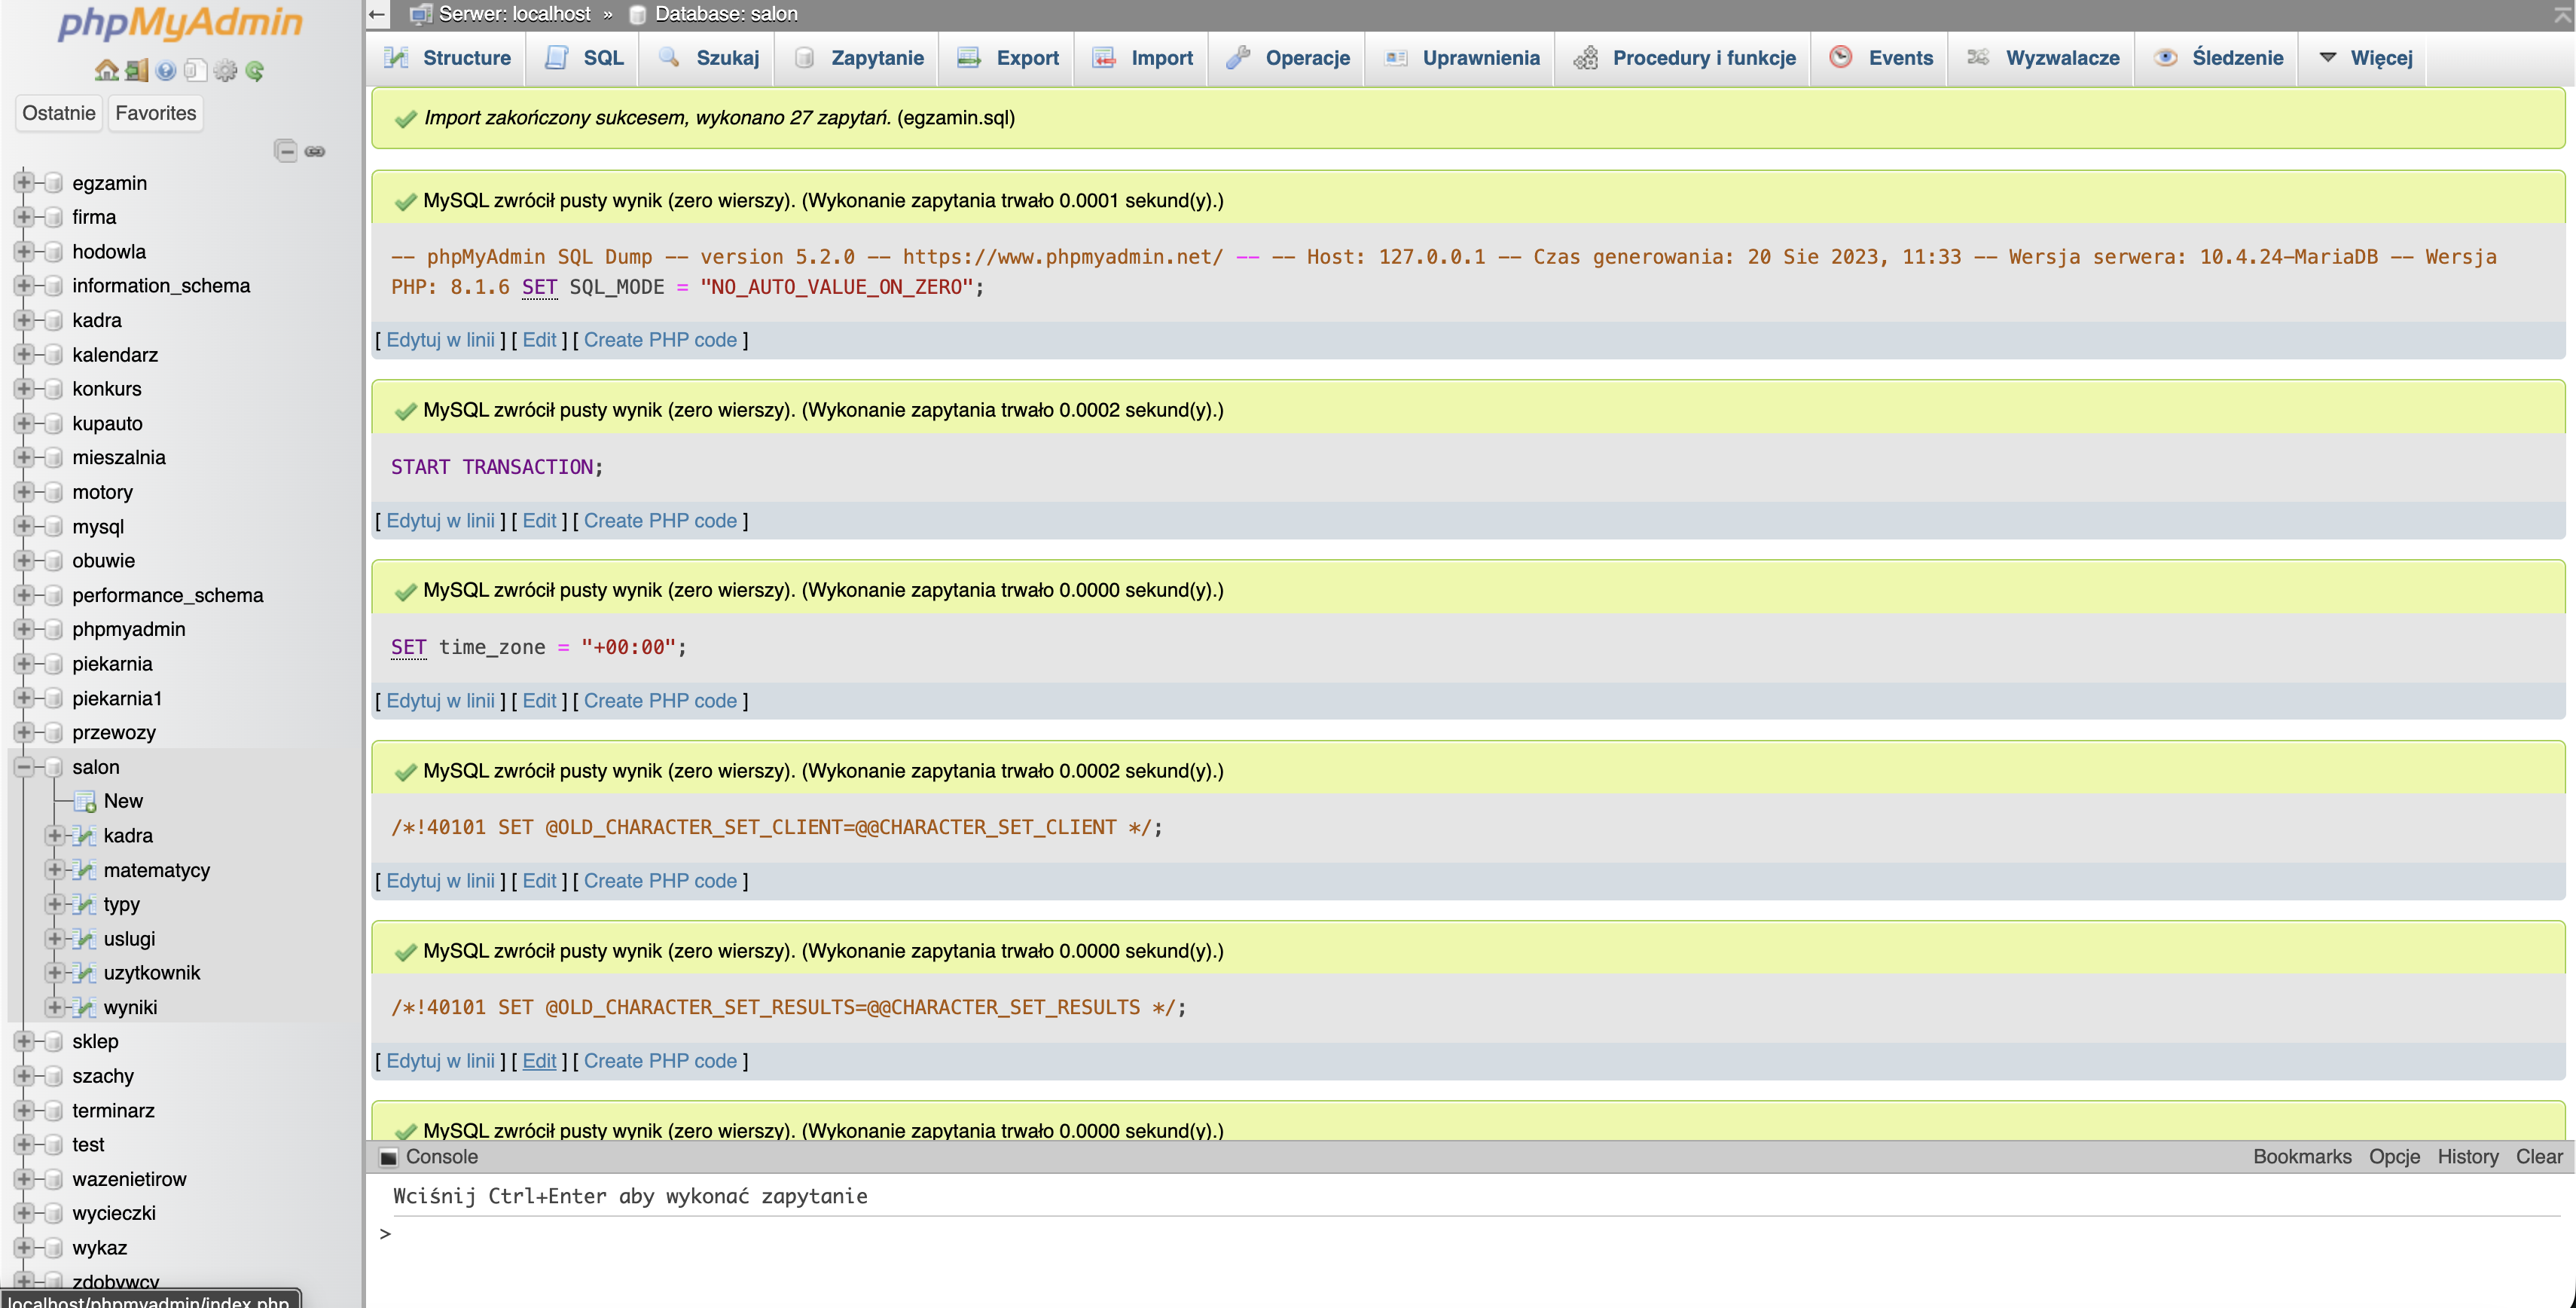 phpMyAdmin
Ostatnie
Favorites
egzamin
firma
hodowla
information_schema
kadra
kalendarz
konkurs
kupauto
mieszalnia
motory
mysql
obuwie
performance_schema
phpmyadmin
piekarnia
piekarnia1
przewozy
salon
New
kadra
matematycy
typy
uslugi
uzytkownik
wyniki
sklep
szachy
terminarz
test
wazenietirow
wycieczki
wykaz
zdobywcy
localhost/phpmyadmin/index.php
Serwer: localhost » Database: salon
Structure SQL Szukaj Zapytanie Export Import Operacje Uprawnienia Procedury i funkcje Events Wyzwalacze Śledzenie Więcej
Import zakończony sukcesem, wykonano 27 zapytań. (egzamin.sql)
MySQL zwrócił pusty wynik (zero wierszy). (Wykonanie zapytania trwało 0.0001 sekund(y).)
-- phpMyAdmin SQL Dump -- version 5.2.0 -- https://www.phpmyadmin.net/ -- -- Host: 127.0.0.1 -- Czas generowania: 20 Sie 2023, 11:33 -- Wersja serwera: 10.4.24-MariaDB -- Wersja
PHP: 8.1.6 SET SQL_MODE = "NO_AUTO_VALUE_ON_ZERO";
[ Edytuj w linii ] [ Edit ] [ Create PHP code ]
MySQL zwrócił pusty wynik (zero wierszy). (Wykonanie zapytania trwało 0.0002 sekund(y).)
START TRANSACTION;
[ Edytuj w linii ] [ Edit ] [ Create PHP code ]
MySQL zwrócił pusty wynik (zero wierszy). (Wykonanie zapytania trwało 0.0000 sekund(y).)
SET time_zone = "+00:00";
[ Edytuj w linii ] [ Edit ] [ Create PHP code ]
MySQL zwrócił pusty wynik (zero wierszy). (Wykonanie zapytania trwało 0.0002 sekund(y).)
/*!40101 SET @OLD_CHARACTER_SET_CLIENT=@@CHARACTER_SET_CLIENT */;
[ Edytuj w linii ] [ Edit ] [ Create PHP code ]
MySQL zwrócił pusty wynik (zero wierszy). (Wykonanie zapytania trwało 0.0000 sekund(y).)
/*!40101 SET @OLD_CHARACTER_SET_RESULTS=@@CHARACTER_SET_RESULTS */;
[ Edytuj w linii ] [ Edit ] [ Create PHP code ]
MySQL zwrócił pusty wynik (zero wierszy). (Wykonanie zapytania trwało 0.0000 sekund(y).)
Console Bookmarks Opcje History Clear
Wciśnij Ctrl+Enter aby wykonać zapytanie
>